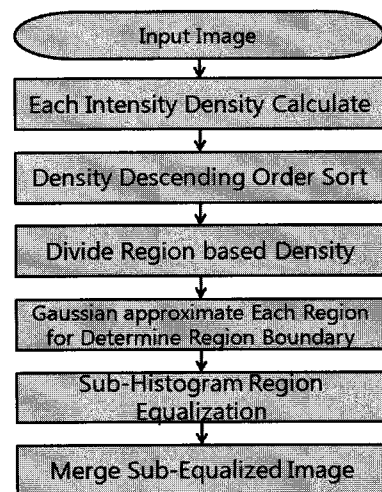 Input Image
Each Intensity Density Calculate
Density Descending Order Sort
Divide Region based Density
Gaussian approximate Each Region
for Determine Region Boundary
Sub-Histogram Region
Equalization
Merge Sub-Equalized Image